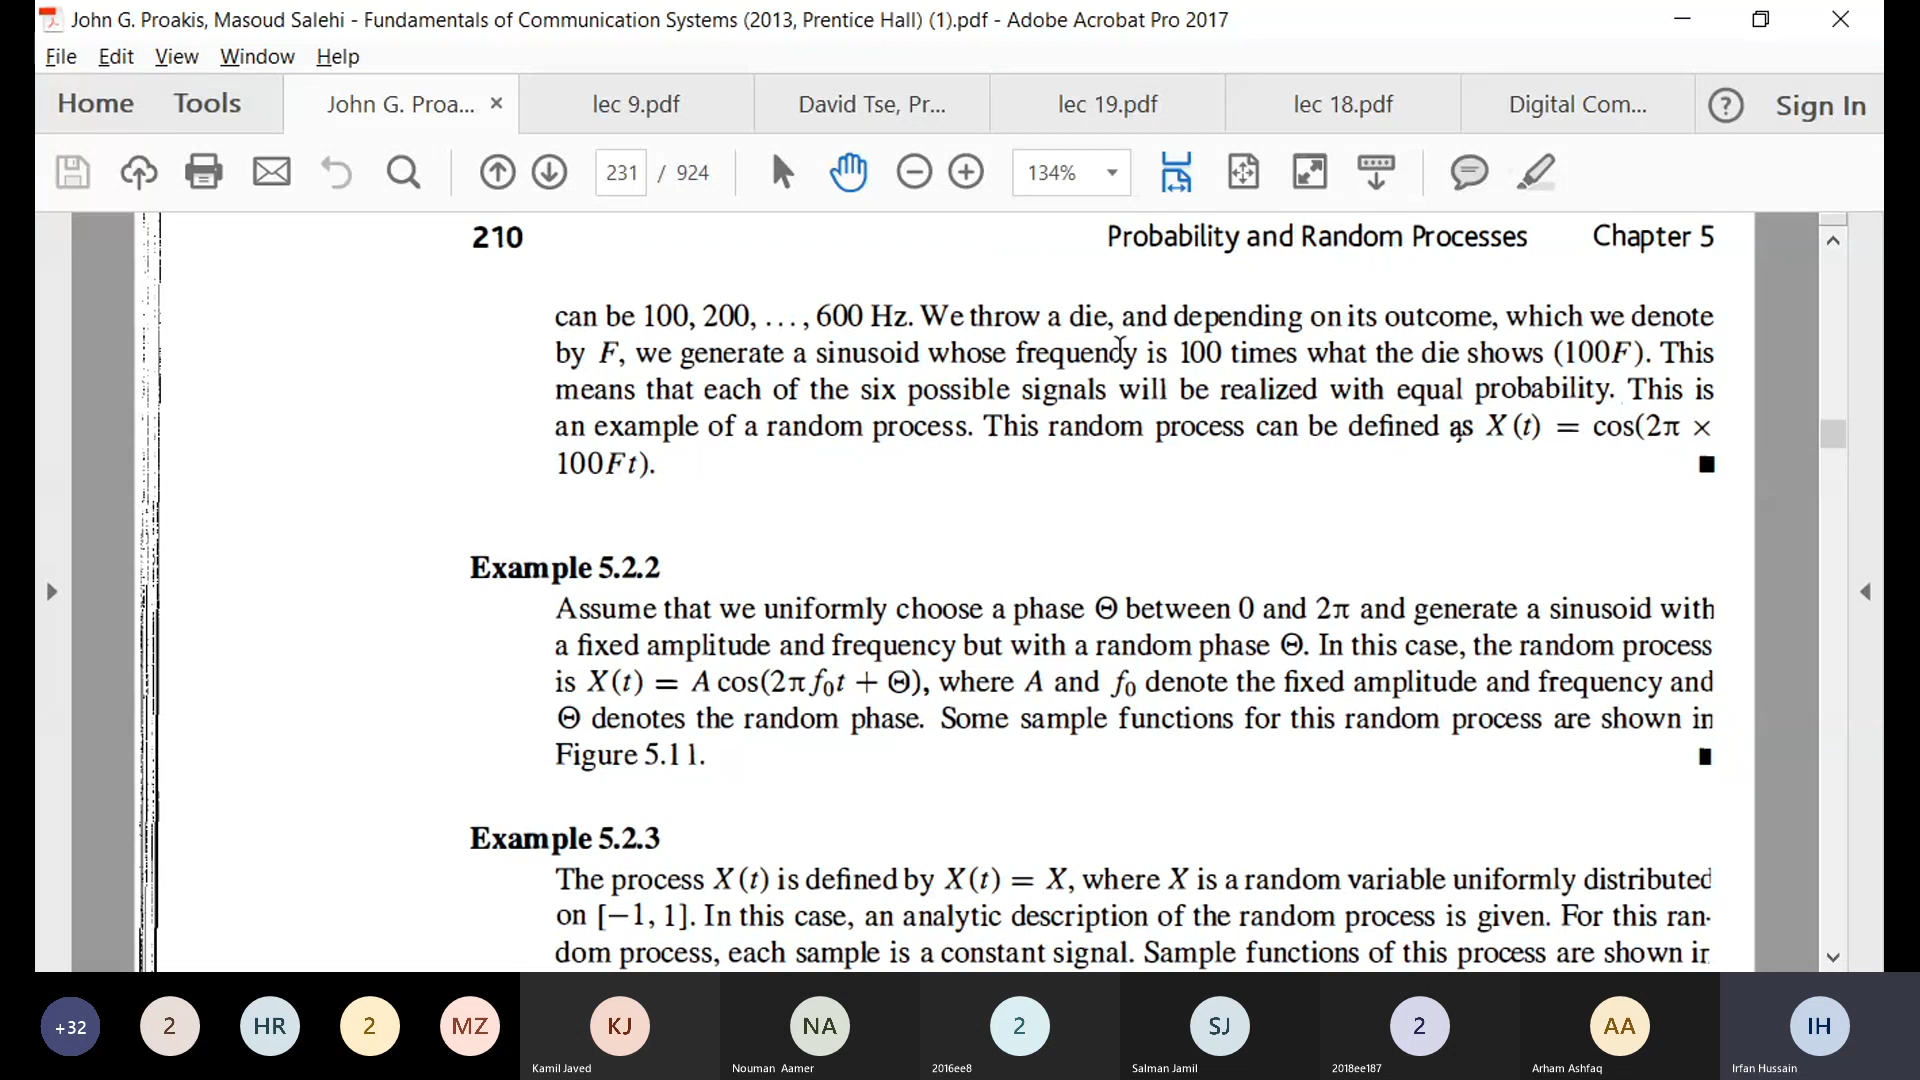 John G. Proakis, Masoud Salehi - Fundamentals of Communication Systems (2013, Prentice Hall) (1).pdf - Adobe Acrobat Pro 2017
File Edit View Window Help
Home Tools John G. Proa... × lec 9.pdf David Tse, Pr... lec 19.pdf lec 18.pdf Digital Com... ? Sign In
231 / 924 134%
210 Probability and Random Processes Chapter 5
can be 100, 200, ..., 600 Hz. We throw a die, and depending on its outcome, which we denote
by F, we generate a sinusoid whose frequency is 100 times what the die shows (100F). This
means that each of the six possible signals will be realized with equal probability. This is
an example of a random process. This random process can be defined as X(t) = cos(2π ×
100Ft). ■
Example 5.2.2
Assume that we uniformly choose a phase Θ between 0 and 2π and generate a sinusoid with
a fixed amplitude and frequency but with a random phase Θ. In this case, the random process
is X(t) = A cos(2πf₀t + Θ), where A and f₀ denote the fixed amplitude and frequency and
Θ denotes the random phase. Some sample functions for this random process are shown in
Figure 5.11. ■
Example 5.2.3
The process X(t) is defined by X(t) = X, where X is a random variable uniformly distributed
on [−1, 1]. In this case, an analytic description of the random process is given. For this ran-
dom process, each sample is a constant signal. Sample functions of this process are shown in
+32 2 HR 2 MZ KJ NA 2 SJ 2 AA IH
Kamil Javed Nouman Aamer 2016ee8 Salman Jamil 2018ee187 Arham Ashfaq Irfan Hussain